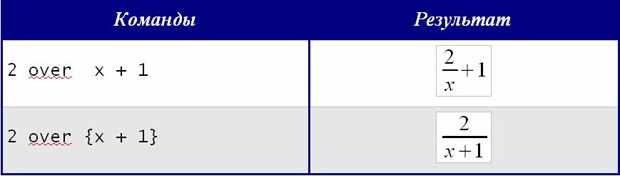 Команды Результат
2 over x + 1
2
x
+1
2 over {x + 1}
2
x+1